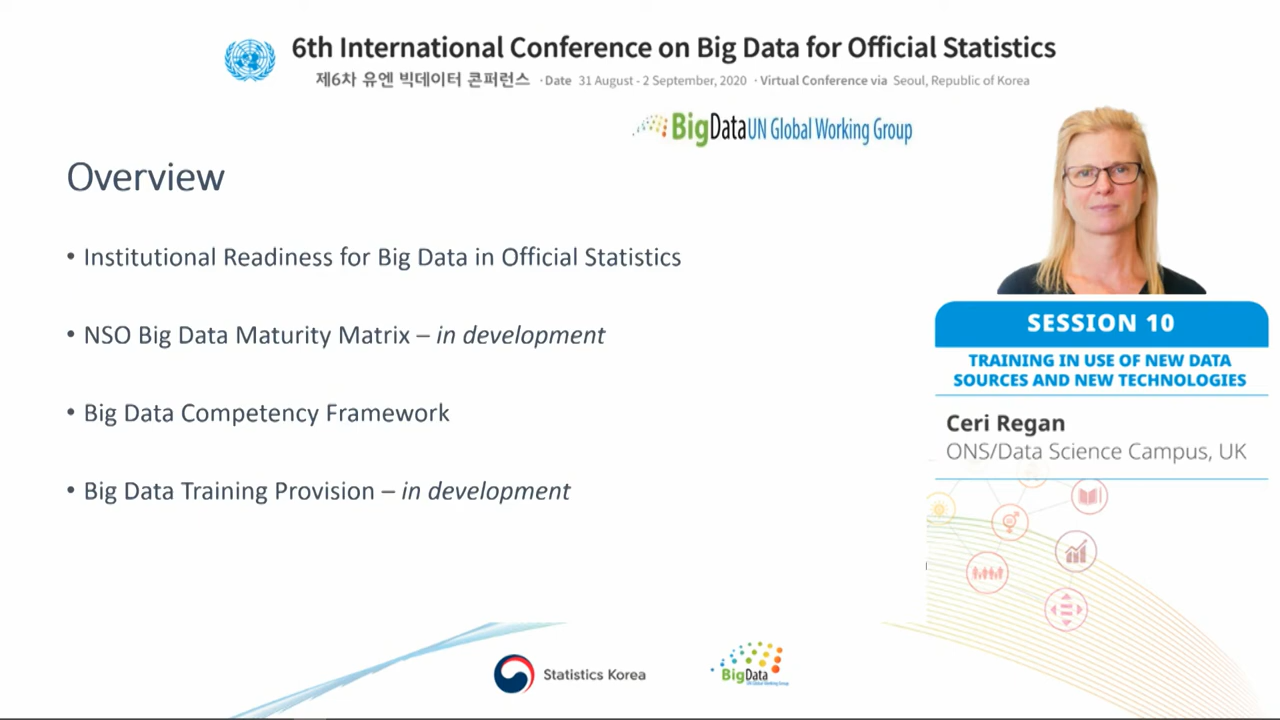 6th International Conference on Big Data for Official Statistics
제6차 유엔 빅데이터 콘퍼런스 · Date 31 August - 2 September, 2020 · Virtual Conference via Seoul, Republic of Korea
BigData UN Global Working Group
Overview
• Institutional Readiness for Big Data in Official Statistics
• NSO Big Data Maturity Matrix – in development
• Big Data Competency Framework
• Big Data Training Provision – in development
SESSION 10
TRAINING IN USE OF NEW DATA
SOURCES AND NEW TECHNOLOGIES
Ceri Regan
ONS/Data Science Campus, UK
Statistics Korea
BigData
UN Global Working Group